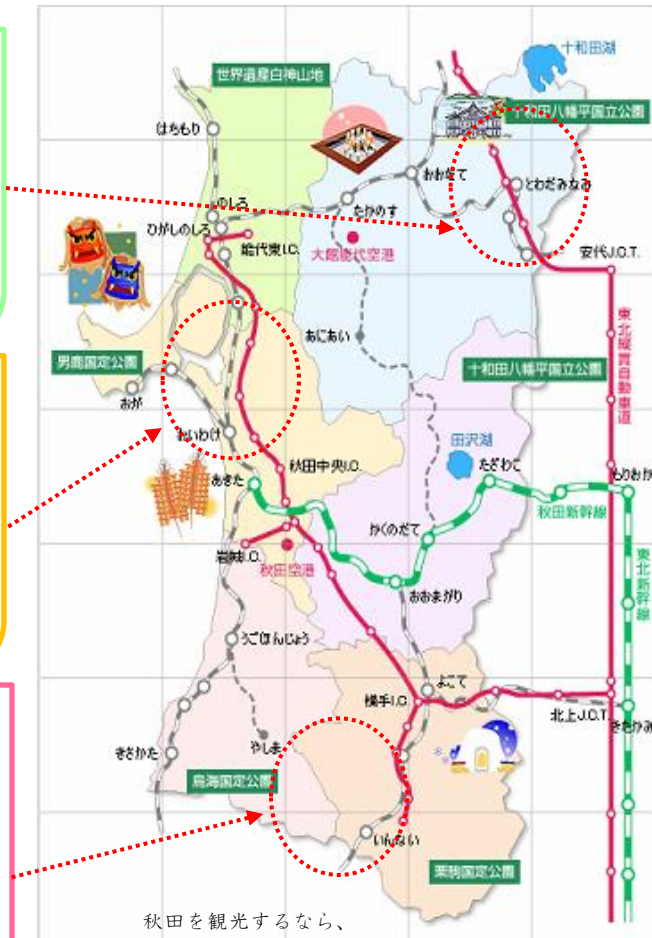 十和田湖
世界遺産白神山地
十和田八幡平国立公園
はちもり
おおだて
とわだみなみ
たかのす
のしろ
ひがしのしろ
能代東I.C.
大館能代空港
安代J.C.T.
東北縦貫自動車道
あにあい
男鹿国定公園
十和田八幡平国立公園
おが
おいわけ
田沢湖
たざわこ
秋田中央I.C.
あきた
もりおか
秋田新幹線
かくのだて
岩城I.C.
秋田空港
東北新幹線
おおまがり
うごほんじょう
よこて
横手I.C.
北上J.C.T.
きたかみ
きさかた
やしま
鳥海国定公園
いんない
栗駒国定公園
秋田を観光するなら、